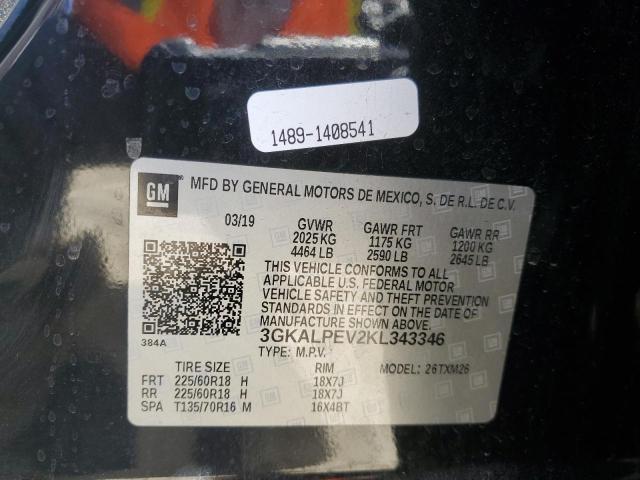 1489-1408541
GM MFD BY GENERAL MOTORS DE MEXICO, S. DE R.L. DE C.V.
03/19 GVWR GAWR FRT GAWR RR
2025 KG 1175 KG 1200 KG
4464 LB 2590 LB 2645 LB
THIS VEHICLE CONFORMS TO ALL
APPLICABLE U.S. FEDERAL MOTOR
VEHICLE SAFETY AND THEFT PREVENTION
STANDARDS IN EFFECT ON THE DATE OF
MANUFACTURE SHOWN ABOVE.
384A
3GKALPEV2KL343346
TYPE: M.P.V. MODEL: 26TXM26
TIRE SIZE RIM
FRT 225/60R18 H 18X7J
RR 225/60R18 H 18X7J
SPA T135/70R16 M 16X4BT